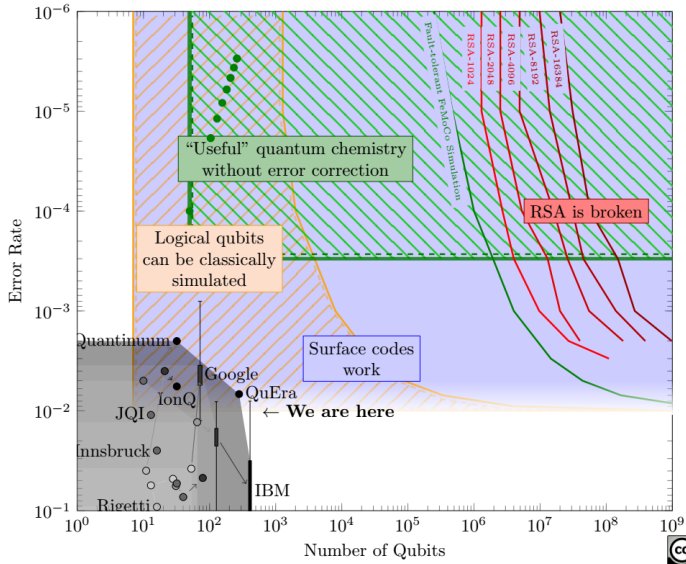 10⁻⁶
10⁻⁵
10⁻⁴
10⁻³
10⁻²
10⁻¹
Error Rate
Fault-tolerant FeMoCo Simulation
RSA-1024
RSA-2048
RSA-4096
RSA-8192
RSA-16384
“Useful” quantum chemistry
without error correction
RSA is broken
Logical qubits
can be classically
simulated
Surface codes
work
Quantinuum
Google
IonQ
QuEra
JQI
← We are here
Innsbruck
IBM
Rigetti
10⁰
10¹
10²
10³
10⁴
10⁵
10⁶
10⁷
10⁸
10⁹
Number of Qubits
cc